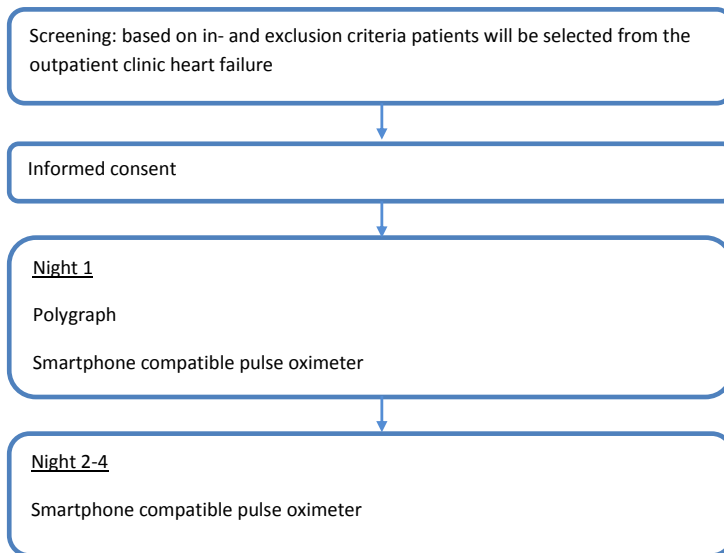 Screening: based on in- and exclusion criteria patients will be selected from the
outpatient clinic heart failure
Informed consent
Night 1
Polygraph
Smartphone compatible pulse oximeter
Night 2-4
Smartphone compatible pulse oximeter